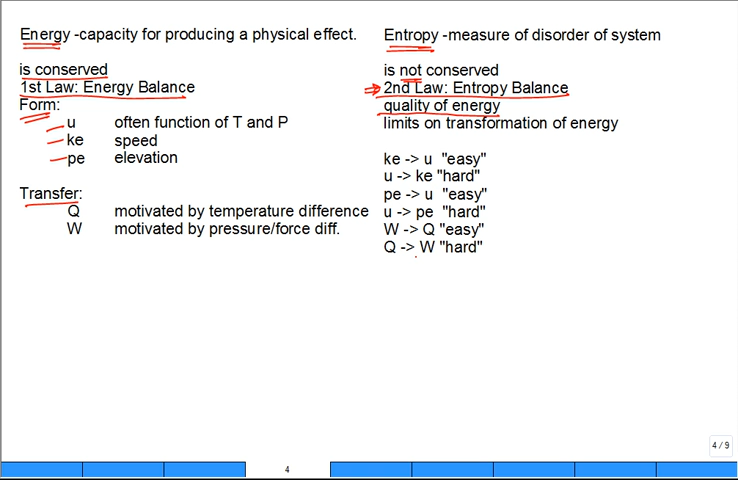 Energy -capacity for producing a physical effect.
is conserved
1st Law: Energy Balance
Form:
u often function of T and P
ke speed
pe elevation
Transfer:
Q motivated by temperature difference
W motivated by pressure/force diff.
Entropy -measure of disorder of system
is not conserved
2nd Law: Entropy Balance
quality of energy
limits on transformation of energy
ke -> u "easy"
u -> ke "hard"
pe -> u "easy"
u -> pe "hard"
W -> Q "easy"
Q -> W "hard"
4 / 9
4